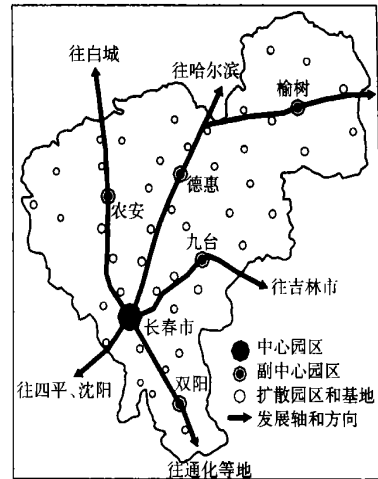 往白城
往哈尔滨
榆树
德惠
农安
九台
往吉林市
长春市
中心园区
副中心园区
双阳
扩散园区和基地
往四平、沈阳
发展轴和方向
往通化等地